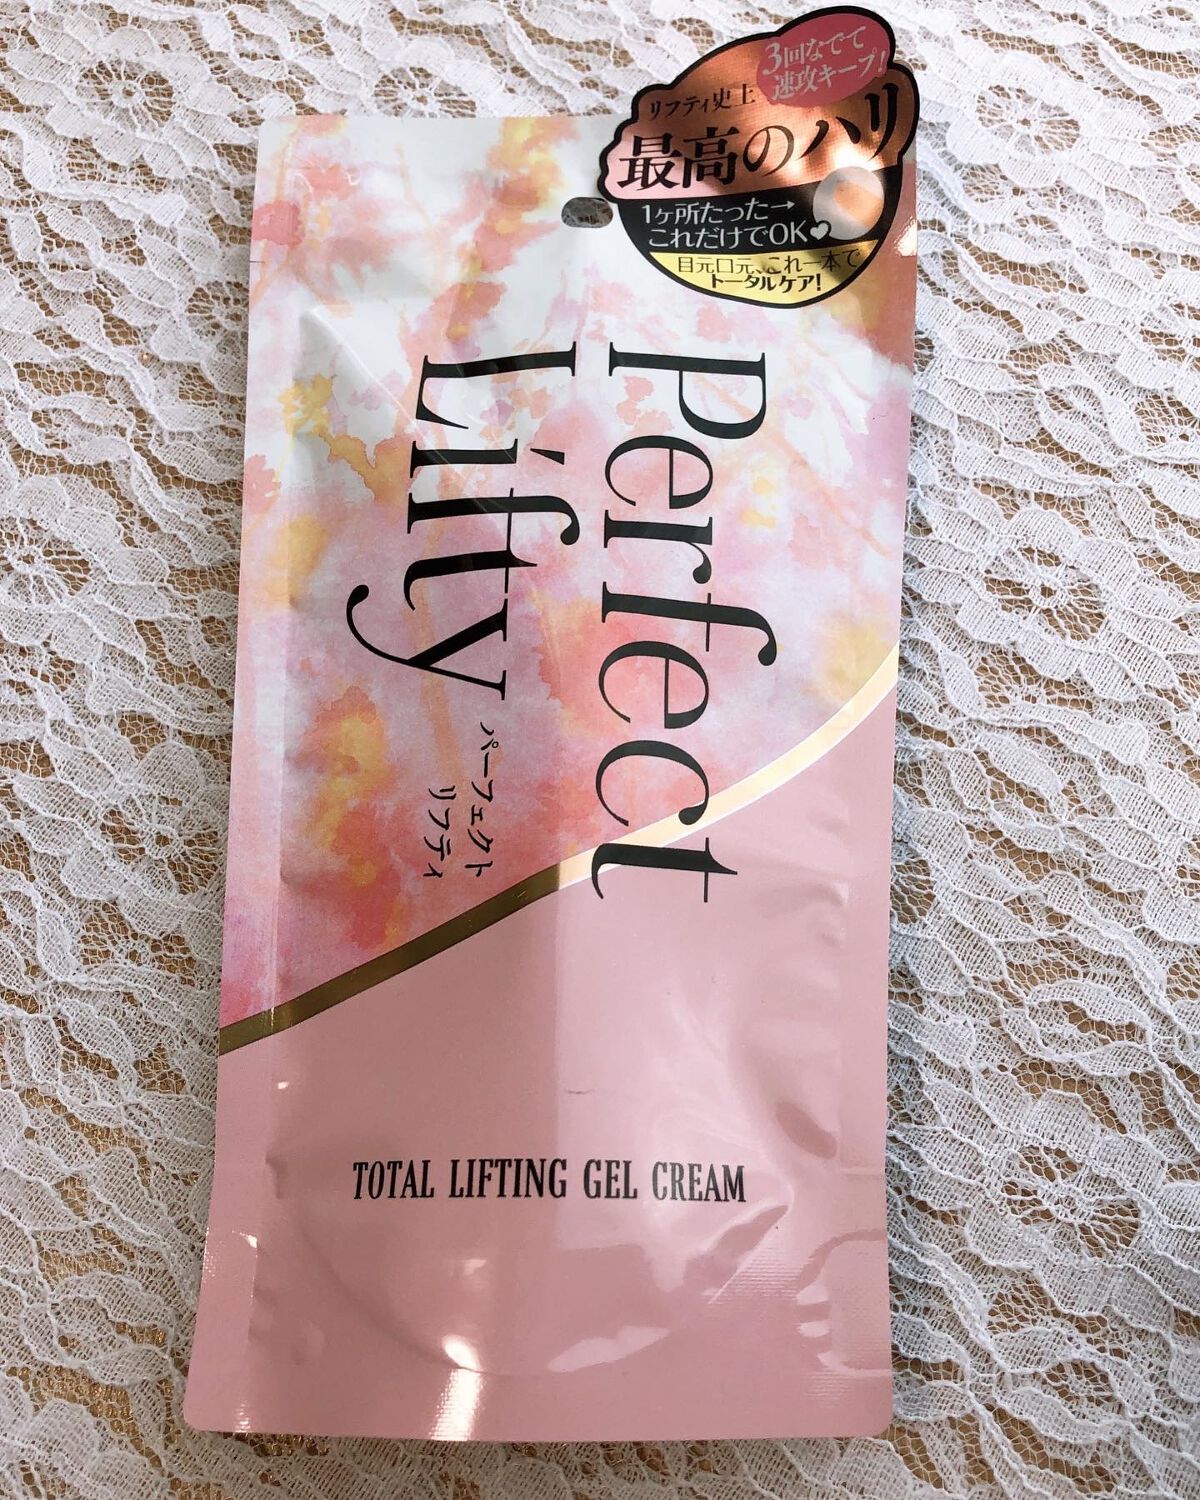 3回なでて
速攻キープ!
リフティ史上
最高のハリ
1ヶ所たった→
これだけでOK♥
目元口元、これ一本で
トータルケア!
Perfect
Lifty
パーフェクト
リフティ
TOTAL LIFTING GEL CREAM